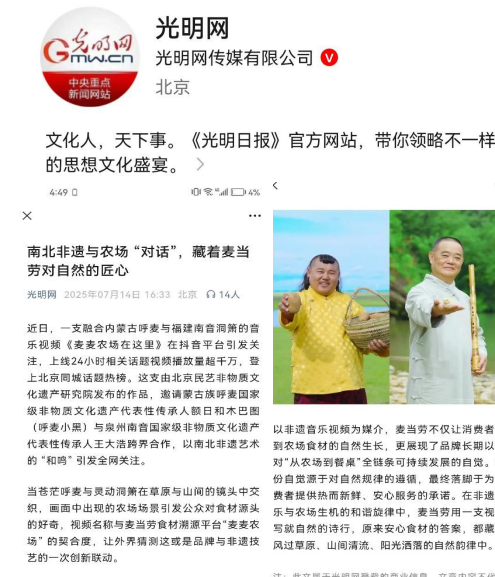 光明网
GMW.CN
中央重点
新闻网站
光明网
光明网传媒有限公司
北京
文化人，天下事。《光明日报》官方网站，带你领略不一样
的思想文化盛宴。
4:49
4%
南北非遗与农场“对话”，藏着麦当
劳对自然的匠心
光明网 2025年07月14日 16:33 北京 14人
近日，一支融合内蒙古呼麦与福建南音洞箫的音
乐视频《麦麦农场在这里》在抖音平台引发关
注，上线24小时相关话题视频播放量超千万，登
上北京同城话题热榜。这支由北京民艺非物质文
化遗产研究院发布的作品，邀请蒙古族呼麦国家
级非物质文化遗产代表性传承人额日和木巴图
（呼麦小黑）与泉州南音国家级非物质文化遗产
代表性传承人王大浩跨界合作，以南北非遗艺术
的“和鸣”引发全网关注。
当苍茫呼麦与灵动洞箫在草原与山间的镜头中交
织，画面中出现的农场场景引发公众对食材源头
的好奇，视频名称与麦当劳食材溯源平台“麦麦农
场”的契合度，让外界猜测这或是品牌与非遗技
艺的一次创新联动。
以非遗音乐视频为媒介，麦当劳不仅让消费者
到农场食材的自然生长，更展现了品牌长期以
对“从农场到餐桌”全链条可持续发展的自觉。
份自觉源于对自然规律的遵循，最终落脚于为
费者提供热而新鲜、安心服务的承诺。在非遗
乐与农场生机的和谐旋律中，麦当劳用一支视
写就自然的诗行，原来安心食材的答案，都藏
风过草原、山间清流、阳光洒落的自然韵律中。